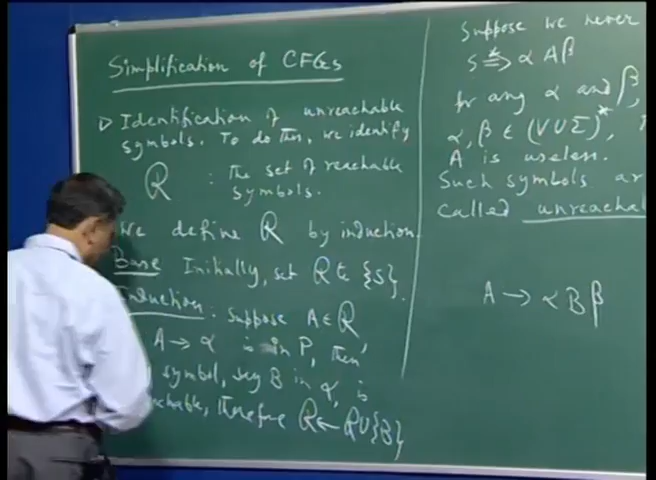 Simplification of CFGs
▷ Identification of unreachable
symbols. To do this, we identify
R : The set of reachable
symbols.
We define R by induction.
Base Initially, set R to {S}.
Induction: Suppose A ∈ R,
A → α is in P, then
symbol, say B in α, is
therefore R ← R ∪ {B}
Suppose we never
S ⇒* α A β
for any α and β,
α, β ∈ (V ∪ Σ)*,
A is useless.
Such symbols are
called unreachab
A → α B β